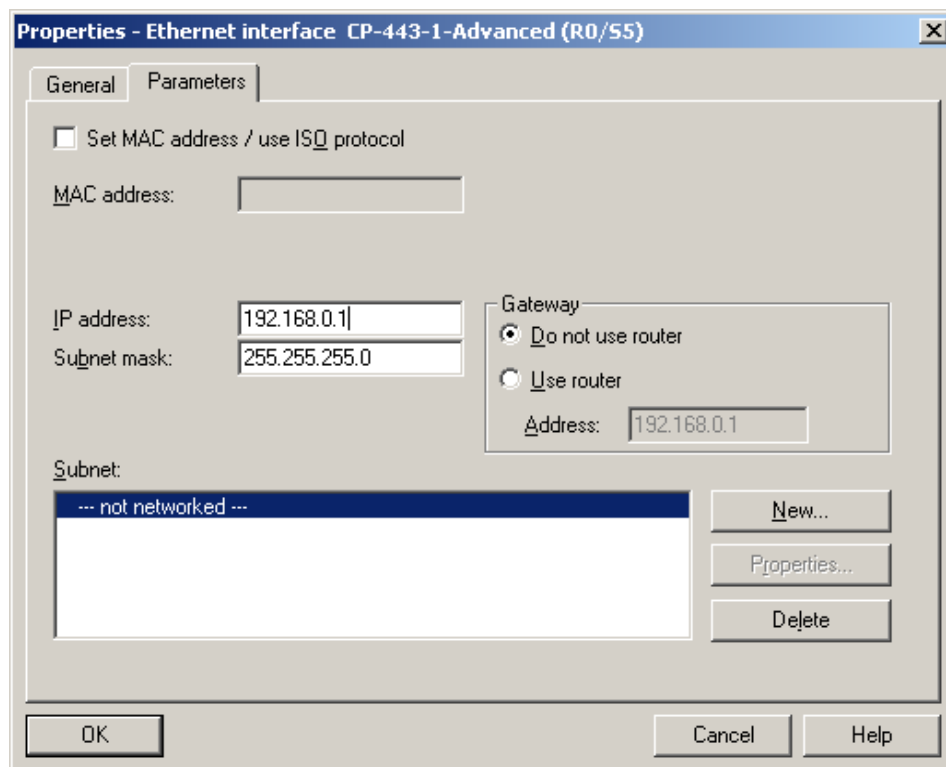 Properties - Ethernet interface CP-443-1-Advanced (R0/S5)
General Parameters
Set MAC address / use ISO protocol
MAC address:
Gateway
IP address: 192.168.0.1
Do not use router
Subnet mask: 255.255.255.0
Use router
Address: 192.168.0.1
Subnet:
--- not networked ---
New...
Properties...
Delete
OK Cancel Help